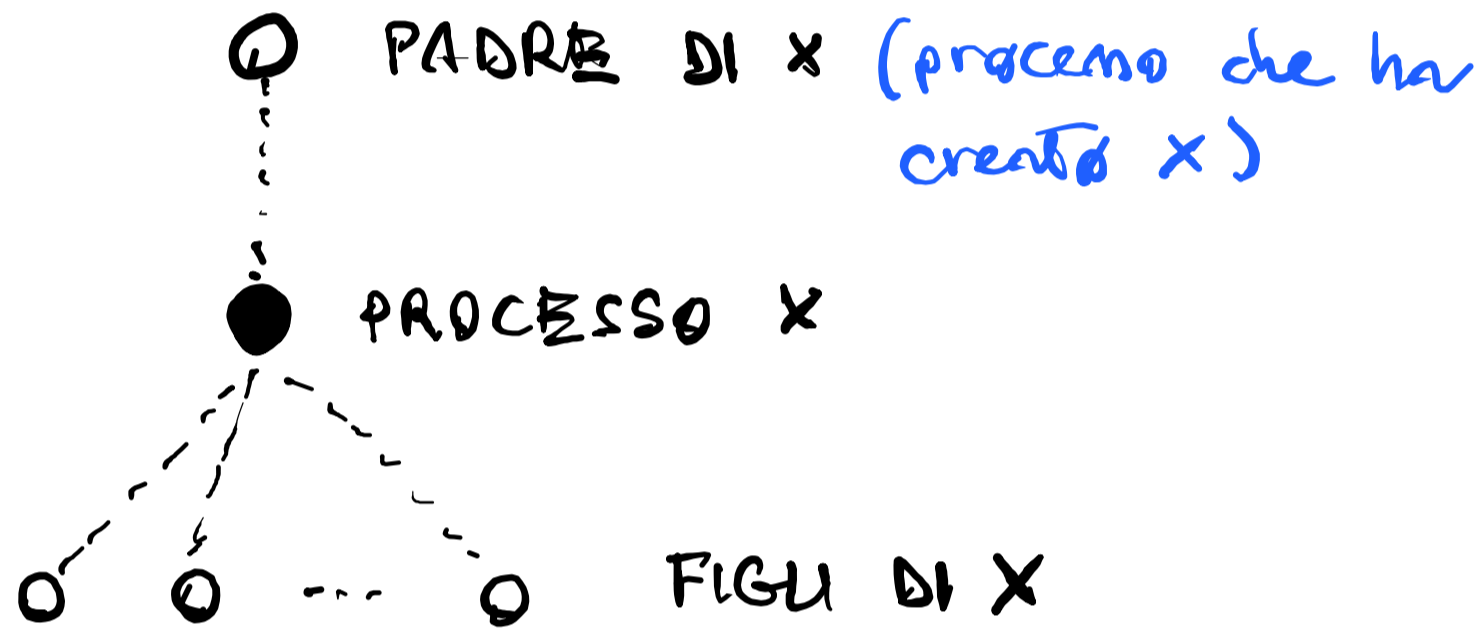 PADRE DI X (processo che ha
creato X)
PROCESSO X
FIGLI DI X